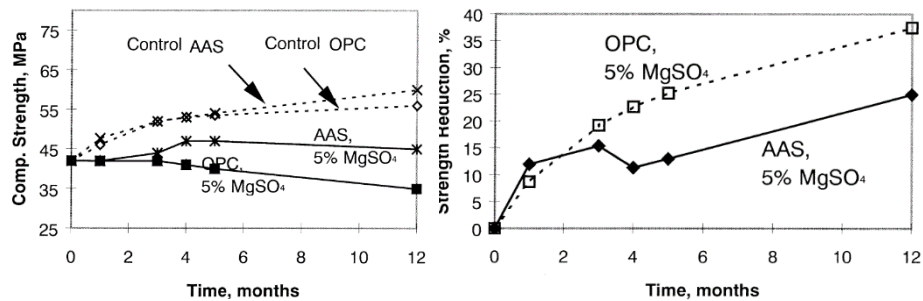 Comp. Strength, MPa
85
75
65
55
45
35
25
Control AAS
Control OPC
AAS,
5% MgSO₄
OPC,
5% MgSO₄
0
2
4
6
8
10
12
Time, months
Strength Reduction, %
40
35
30
25
20
15
10
5
0
OPC,
5% MgSO₄
AAS,
5% MgSO₄
0
2
4
6
8
10
12
Time, months